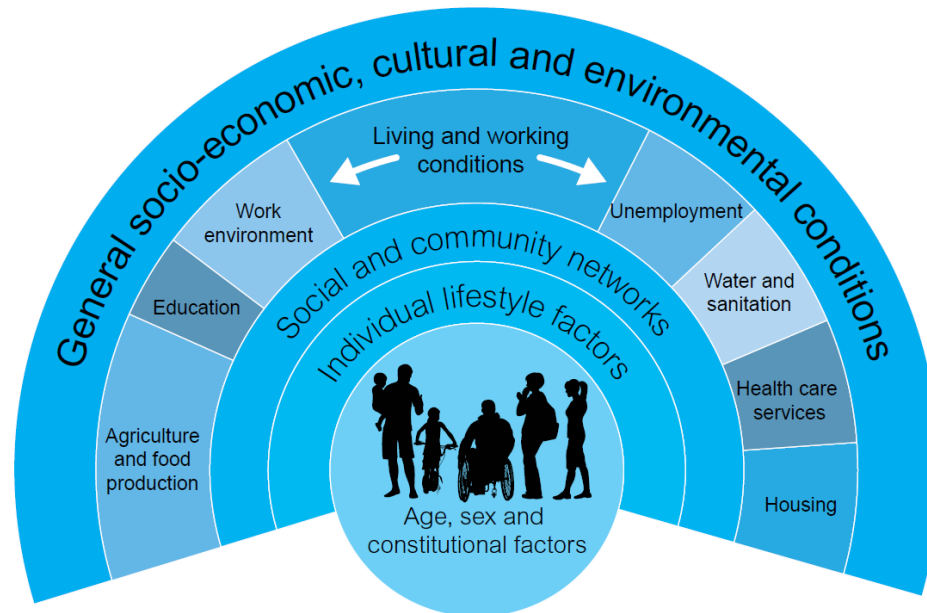 General socio-economic, cultural and environmental conditions
Living and working
conditions
Agriculture
and food
production
Education
Work
environment
Unemployment
Water and
sanitation
Health care
services
Housing
Social and community networks
Individual lifestyle factors
Age, sex and
constitutional factors